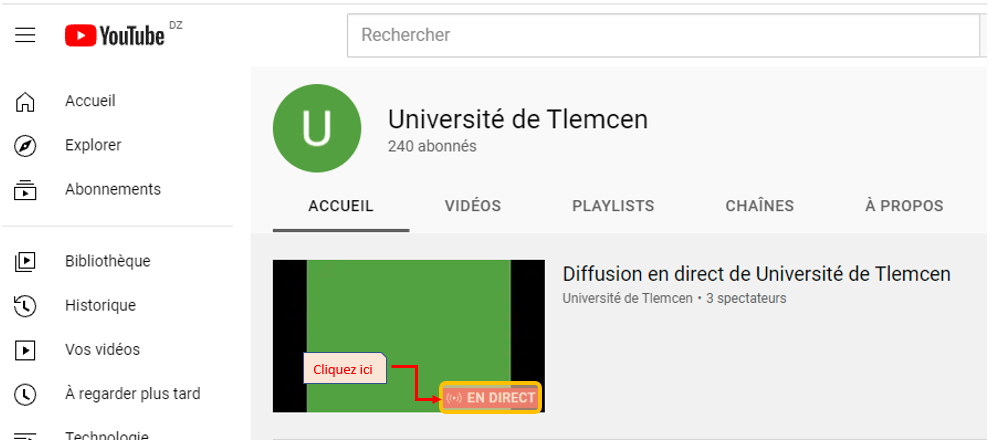 YouTube DZ
Rechercher
Accueil
Explorer
Abonnements
Bibliothèque
Historique
Vos vidéos
À regarder plus tard
Technologie
U
Université de Tlemcen
240 abonnés
ACCUEIL VIDÉOS PLAYLISTS CHAÎNES À PROPOS
Diffusion en direct de Université de Tlemcen
Université de Tlemcen • 3 spectateurs
Cliquez ici
EN DIRECT